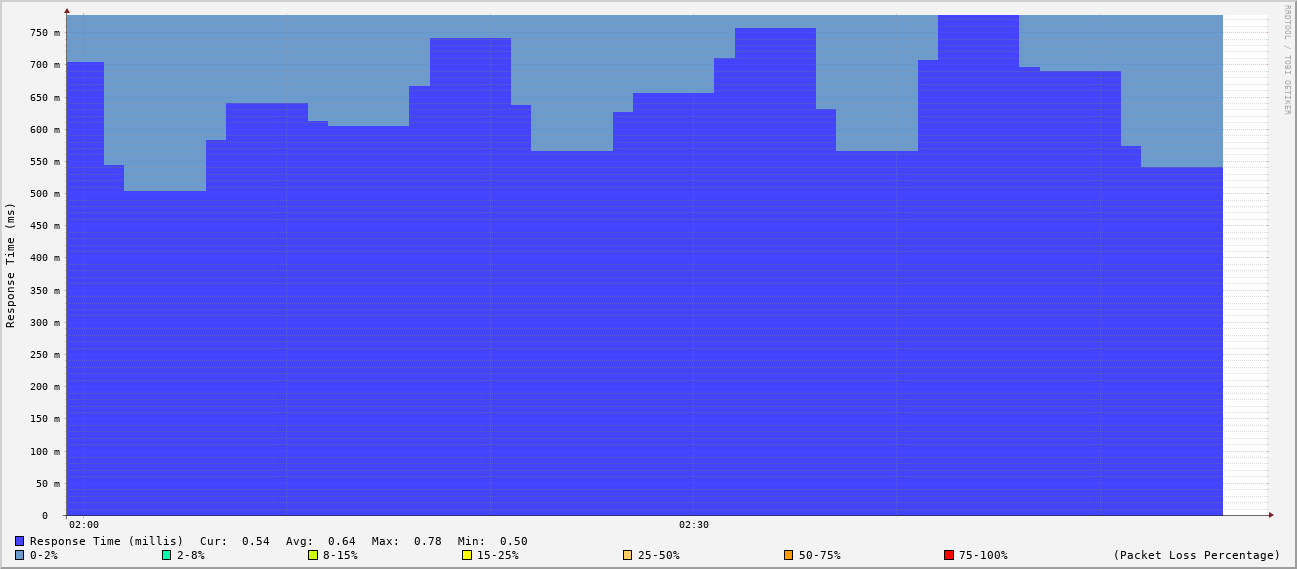 RRDTOOL / TOBI OETIKER
Response Time (ms)
750 m
700 m
650 m
600 m
550 m
500 m
450 m
400 m
350 m
300 m
250 m
200 m
150 m
100 m
50 m
0
02:00 02:30
Response Time (millis) Cur: 0.54 Avg: 0.64 Max: 0.78 Min: 0.50
0-2% 2-8% 8-15% 15-25% 25-50% 50-75% 75-100% (Packet Loss Percentage)